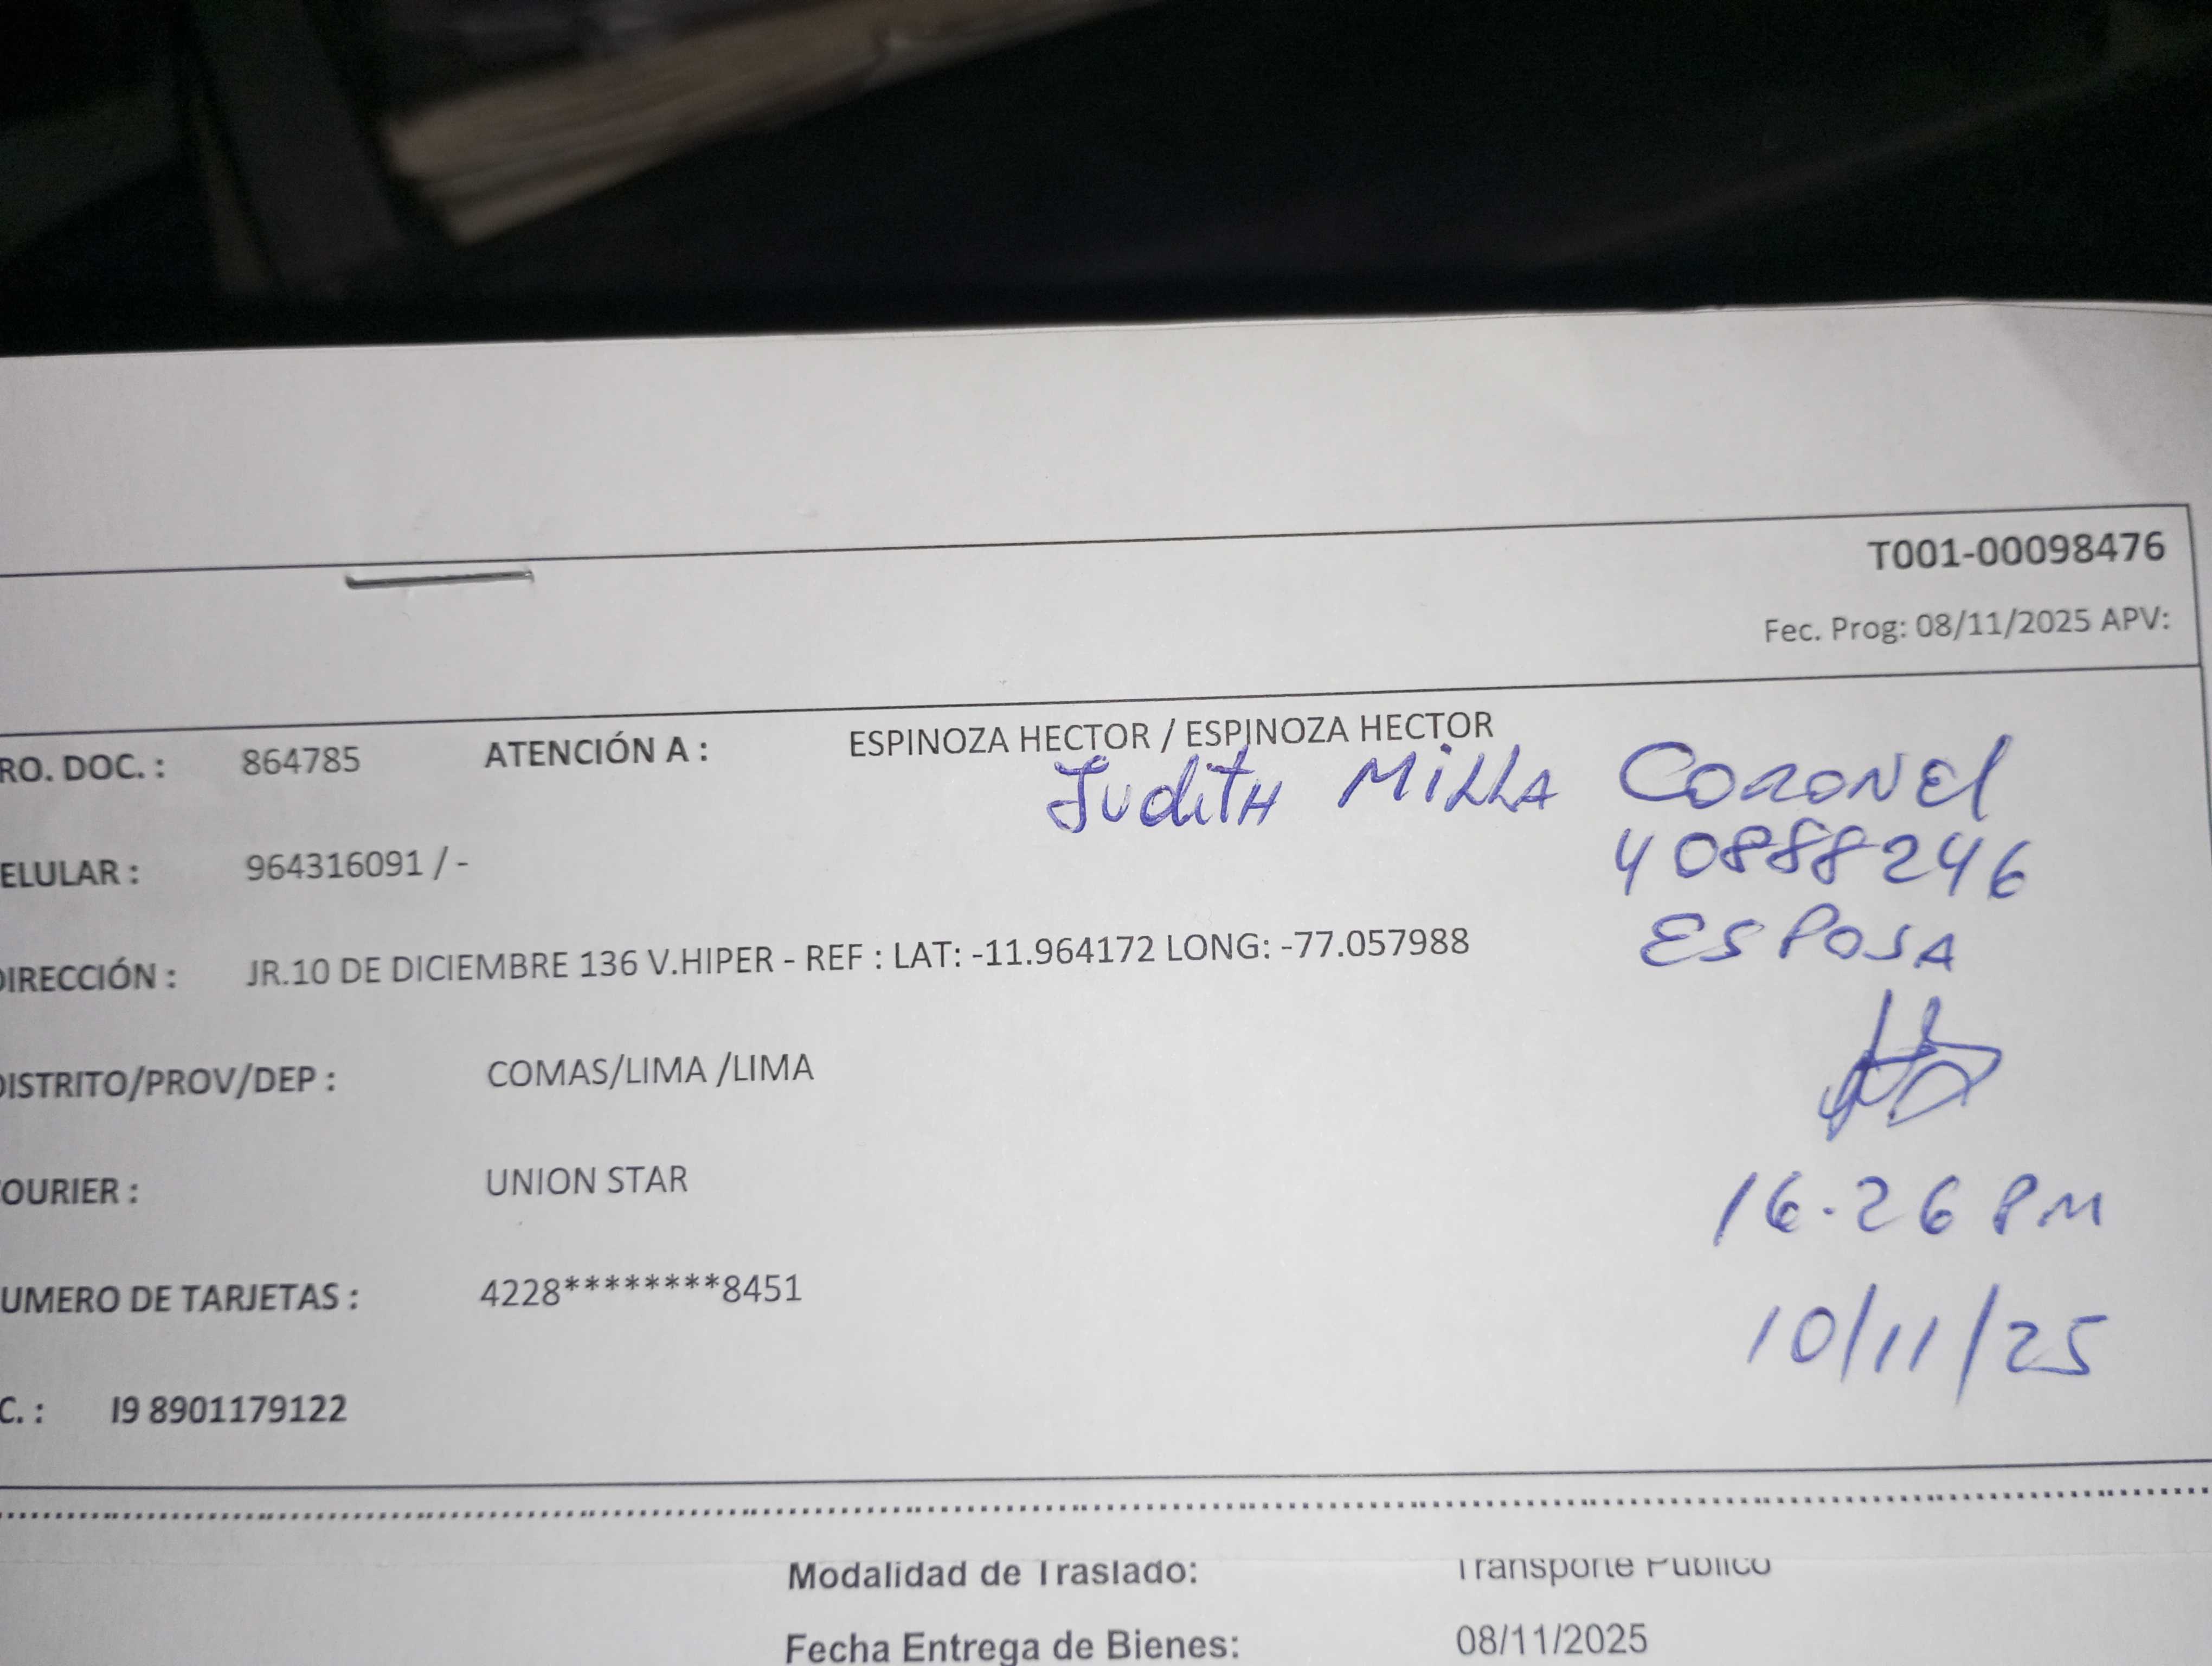 T001-00098476
Fec. Prog: 08/11/2025 APV:
RO. DOC. : 864785 ATENCIÓN A : ESPINOZA HECTOR / ESPINOZA HECTOR
Judith Milla Coronel
40888246
ELULAR : 964316091 / -
ESPOSA
DIRECCIÓN : JR.10 DE DICIEMBRE 136 V.HIPER - REF : LAT: -11.964172 LONG: -77.057988
DISTRITO/PROV/DEP : COMAS/LIMA /LIMA
OURIER : UNION STAR
16.26 PM
UMERO DE TARJETAS : 4228********8451
10/11/25
C. : I9 8901179122
Modalidad de Traslado: Transporte Público
Fecha Entrega de Bienes: 08/11/2025